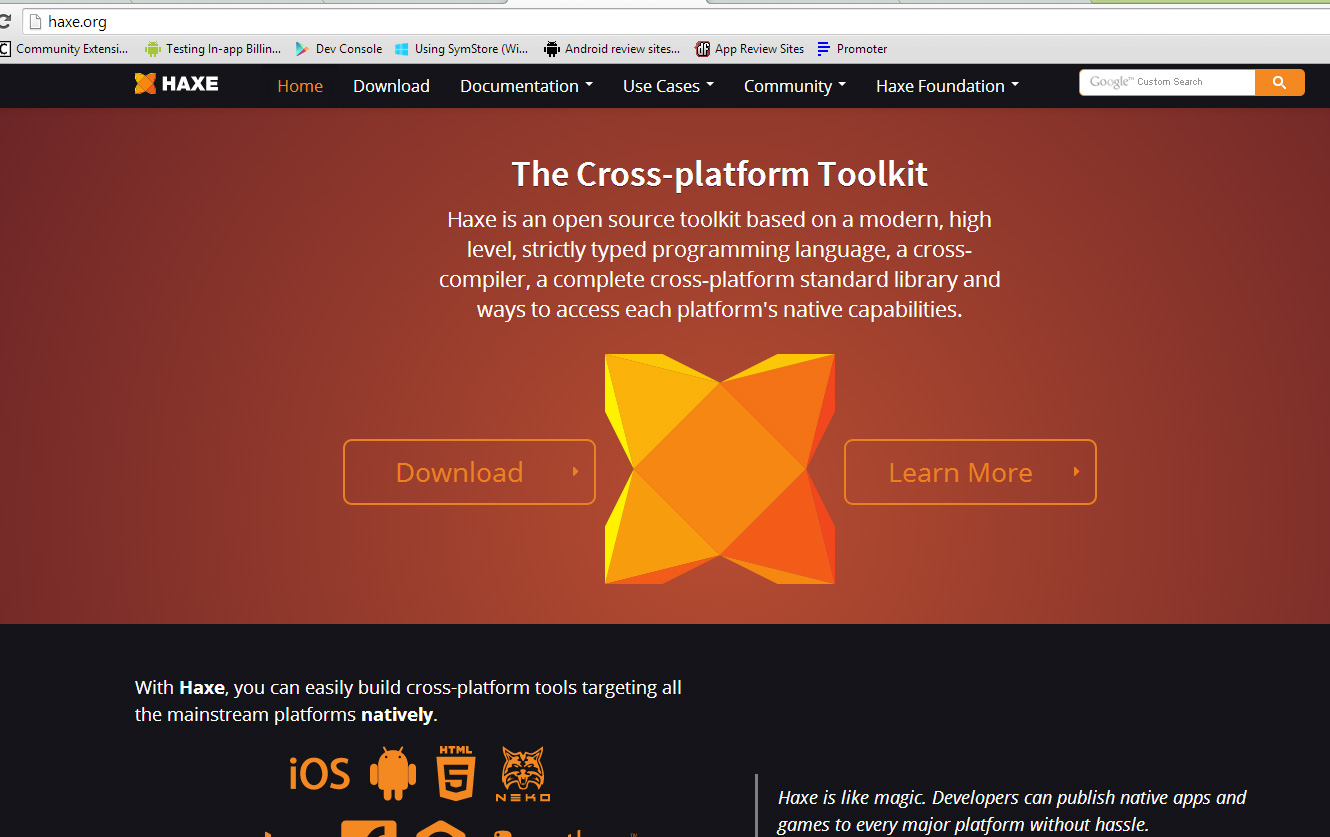 haxe.org
Community Extensi... Testing In-app Billin... Dev Console Using SymStore (Wi... Android review sites... App Review Sites Promoter
HAXE Home Download Documentation Use Cases Community Haxe Foundation Google™ Custom Search
The Cross-platform Toolkit
Haxe is an open source toolkit based on a modern, high
level, strictly typed programming language, a cross-
compiler, a complete cross-platform standard library and
ways to access each platform's native capabilities.
Download Learn More
With Haxe, you can easily build cross-platform tools targeting all
the mainstream platforms natively.
iOS HTML 5 NEKO
Haxe is like magic. Developers can publish native apps and
games to every major platform without hassle.